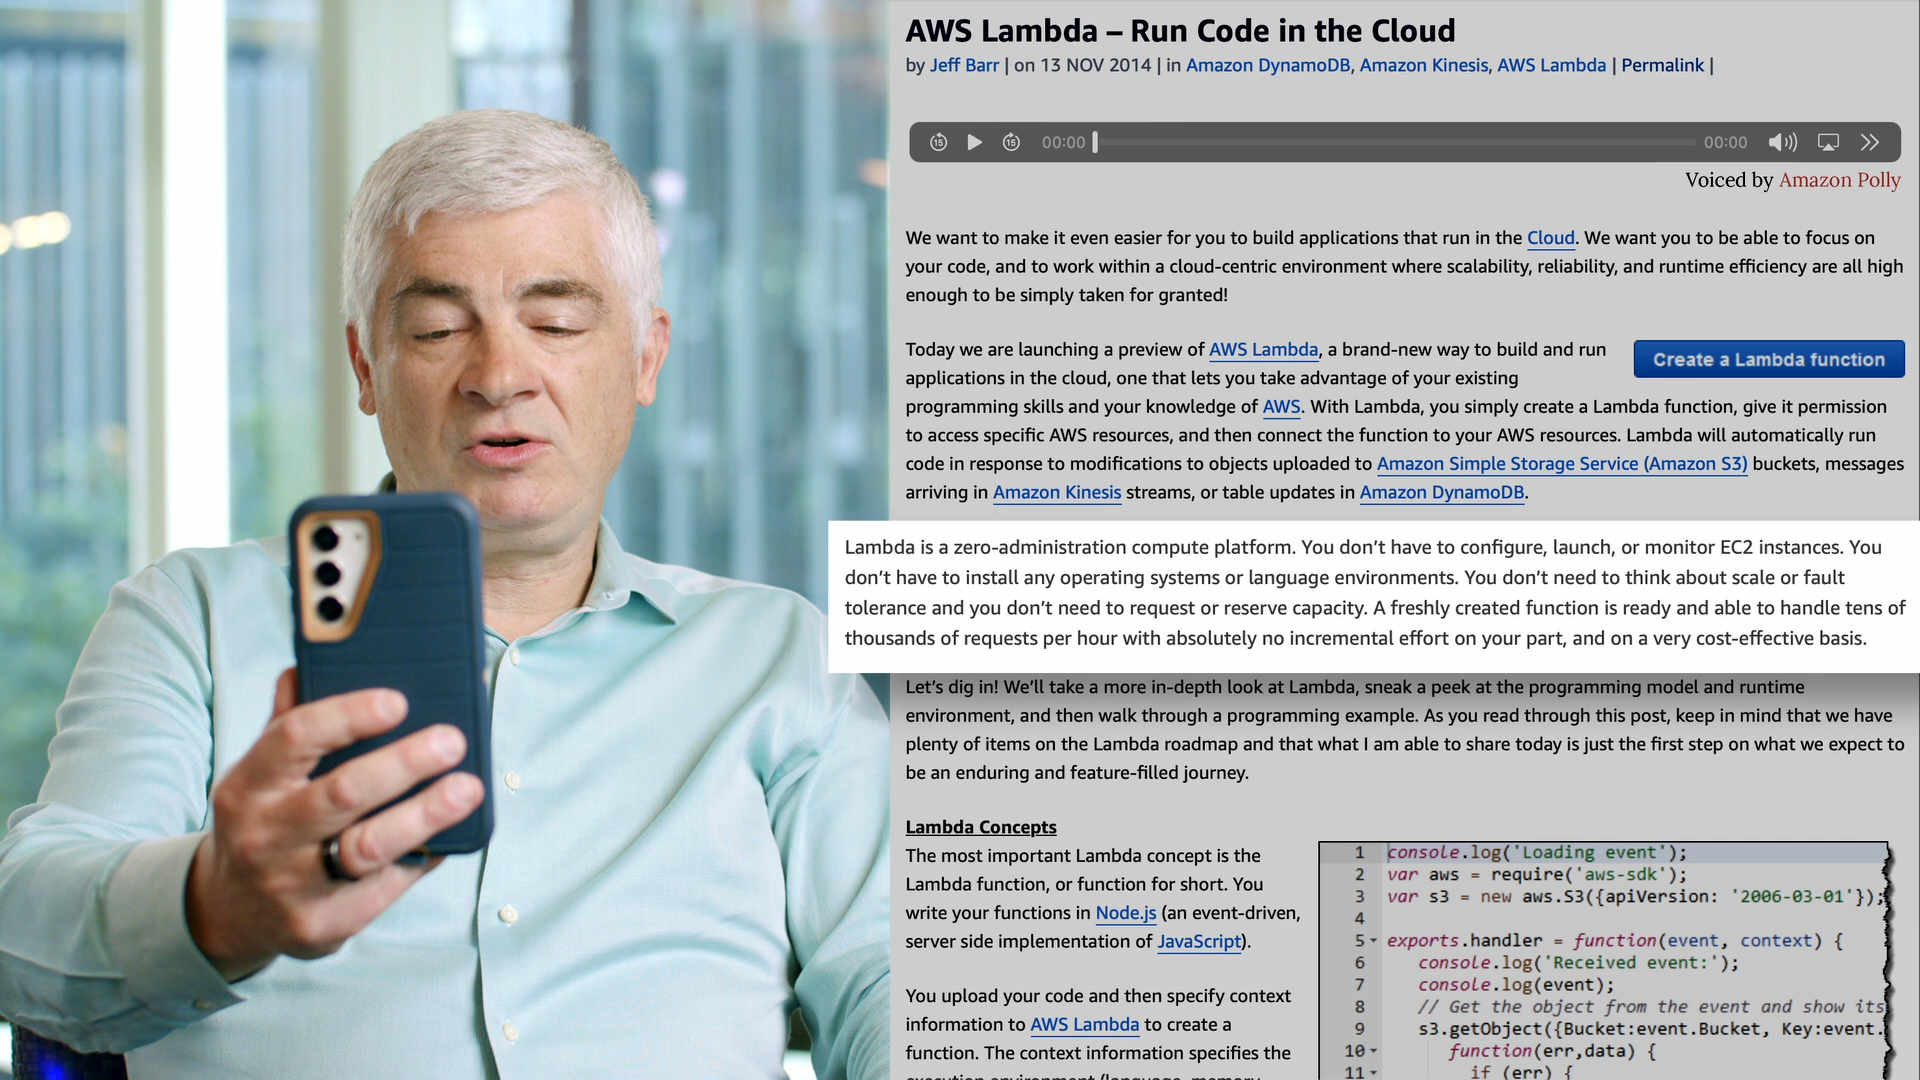 AWS Lambda – Run Code in the Cloud
by Jeff Barr | on 13 NOV 2014 | in Amazon DynamoDB, Amazon Kinesis, AWS Lambda | Permalink |
15
15
00:00
00:00
Voiced by Amazon Polly
We want to make it even easier for you to build applications that run in the Cloud. We want you to be able to focus on
your code, and to work within a cloud-centric environment where scalability, reliability, and runtime efficiency are all high
enough to be simply taken for granted!
Today we are launching a preview of AWS Lambda, a brand-new way to build and run
Create a Lambda function
applications in the cloud, one that lets you take advantage of your existing
programming skills and your knowledge of AWS. With Lambda, you simply create a Lambda function, give it permission
to access specific AWS resources, and then connect the function to your AWS resources. Lambda will automatically run
code in response to modifications to objects uploaded to Amazon Simple Storage Service (Amazon S3) buckets, messages
arriving in Amazon Kinesis streams, or table updates in Amazon DynamoDB.
Lambda is a zero-administration compute platform. You don’t have to configure, launch, or monitor EC2 instances. You
don’t have to install any operating systems or language environments. You don’t need to think about scale or fault
tolerance and you don’t need to request or reserve capacity. A freshly created function is ready and able to handle tens of
thousands of requests per hour with absolutely no incremental effort on your part, and on a very cost-effective basis.
Let’s dig in! We’ll take a more in-depth look at Lambda, sneak a peek at the programming model and runtime
environment, and then walk through a programming example. As you read through this post, keep in mind that we have
plenty of items on the Lambda roadmap and that what I am able to share today is just the first step on what we expect to
be an enduring and feature-filled journey.
Lambda Concepts
The most important Lambda concept is the
Lambda function, or function for short. You
write your functions in Node.js (an event-driven,
server side implementation of JavaScript).
You upload your code and then specify context
information to AWS Lambda to create a
function. The context information specifies the
execution environment (language, memory
1 console.log('Loading event');
2 var aws = require('aws-sdk');
3 var s3 = new aws.S3({apiVersion: '2006-03-01'});
4
5 exports.handler = function(event, context) {
6 console.log('Received event:');
7 console.log(event);
8 // Get the object from the event and show its
9 s3.getObject({Bucket:event.Bucket, Key:event.
10 function(err,data) {
11 if (err) {